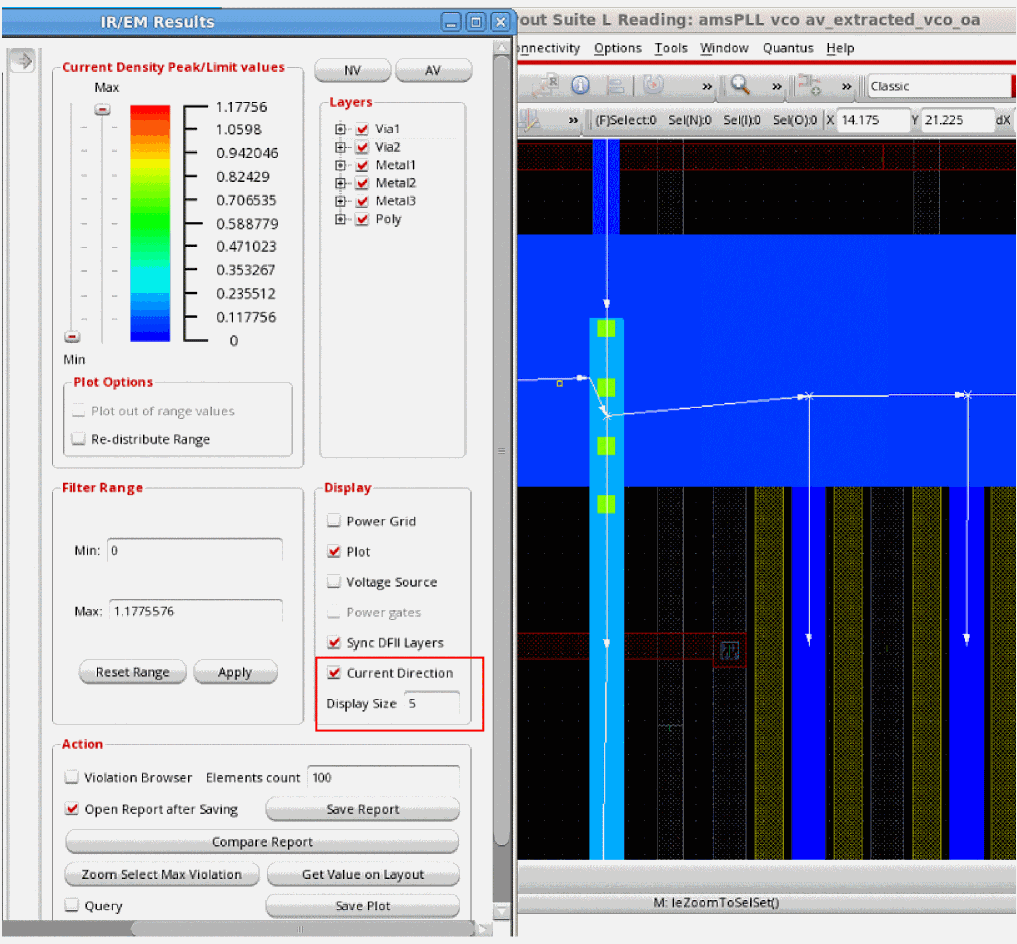 IR/EM Results
Current Density Peak/Limit values
Max
1.17756
1.0598
0.942046
0.82429
0.706535
0.588779
0.471023
0.353267
0.235512
0.117756
0
Min
Plot Options
Plot out of range values
Re-distribute Range
NV AV
Layers
Via1
Via2
Metal1
Metal2
Metal3
Poly
Filter Range
Min: 0
Max: 1.1775576
Reset Range Apply
Display
Power Grid
Plot
Voltage Source
Power gates
Sync DFII Layers
Current Direction
Display Size 5
Action
Violation Browser Elements count 100
Open Report after Saving Save Report
Compare Report
Zoom Select Max Violation Get Value on Layout
Query Save Plot
out Suite L Reading: amsPLL vco av_extracted_vco_oa
nnectivity Options Tools Window Quantus Help
» » » Classic
» (F)Select:0 Sel(N):0 Sel(I):0 Sel(O):0 X 14.175 Y 21.225 dX
M: leZoomToSelSet()